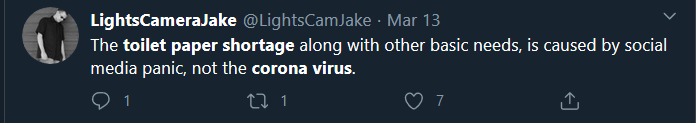 LightsCameraJake @LightsCamJake · Mar 13
The toilet paper shortage along with other basic needs, is caused by social
media panic, not the corona virus.
1 1 7